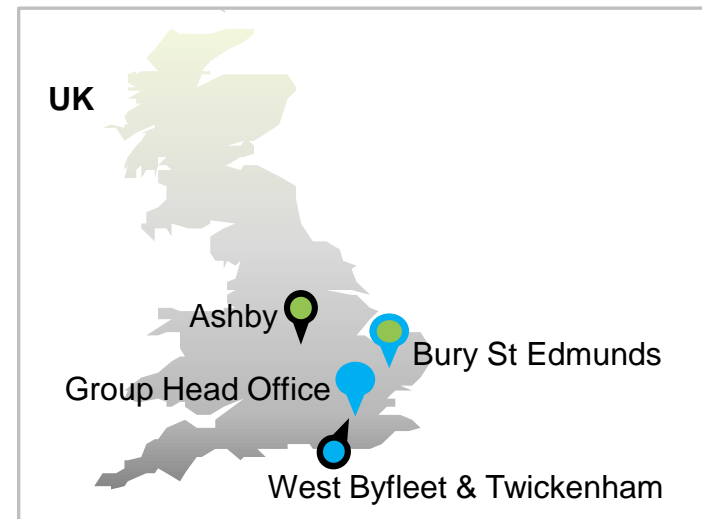 UK
Ashby
Bury St Edmunds
Group Head Office
West Byfleet & Twickenham